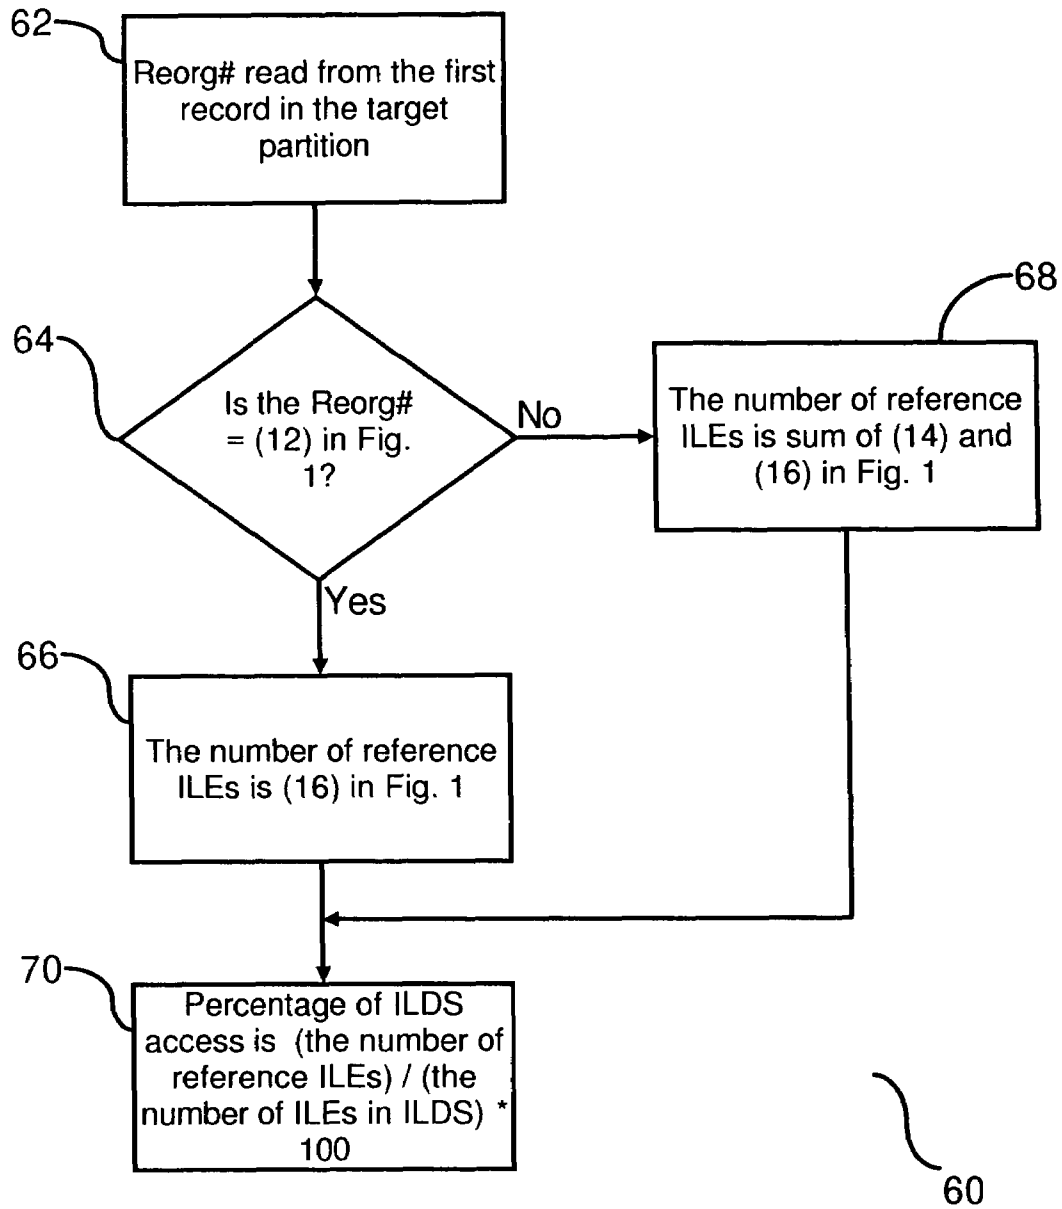 62
Reorg# read from the first
record in the target
partition
64
Is the Reorg#
= (12) in Fig.
1?
No
68
The number of reference
ILEs is sum of (14) and
(16) in Fig. 1
Yes
66
The number of reference
ILEs is (16) in Fig. 1
70
Percentage of ILDS
access is (the number of
reference ILEs) / (the
number of ILEs in ILDS) *
100
60